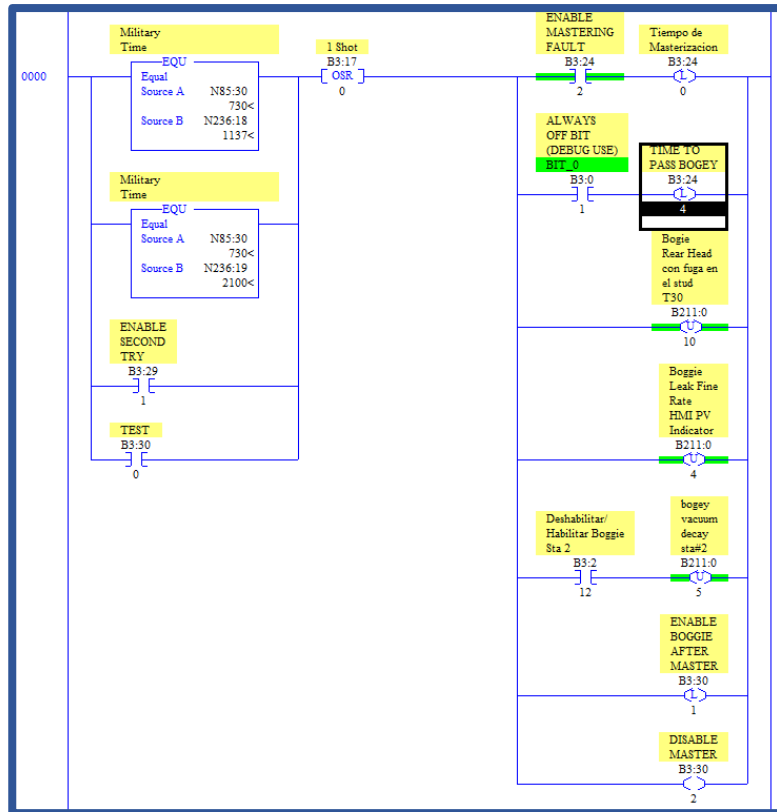 0000
Military
Time
EQU
Equal
Source A N85:30
730<
Source B N236:18
1137<
Military
Time
EQU
Equal
Source A N85:30
730<
Source B N236:19
2100<
ENABLE
SECOND
TRY
B3:29
1
TEST
B3:30
0
1 Shot
B3:17
OSR
0
ENABLE
MASTERING
FAULT
B3:24
2
Tiempo de
Masterizacion
B3:24
L
0
ALWAYS
OFF BIT
(DEBUG USE)
BIT_0
B3:0
1
TIME TO
PASS BOGEY
B3:24
L
4
Bogie
Rear Head
con fuga en
el stud
T30
B211:0
U
10
Boggie
Leak Fine
Rate
HMI PV
Indicator
B211:0
U
4
Deshabilitar/
Habilitar Boggie
Sta 2
B3:2
12
bogey
vacuum
decay
sta#2
B211:0
U
5
ENABLE
BOGGIE
AFTER
MASTER
B3:30
L
1
DISABLE
MASTER
B3:30
2